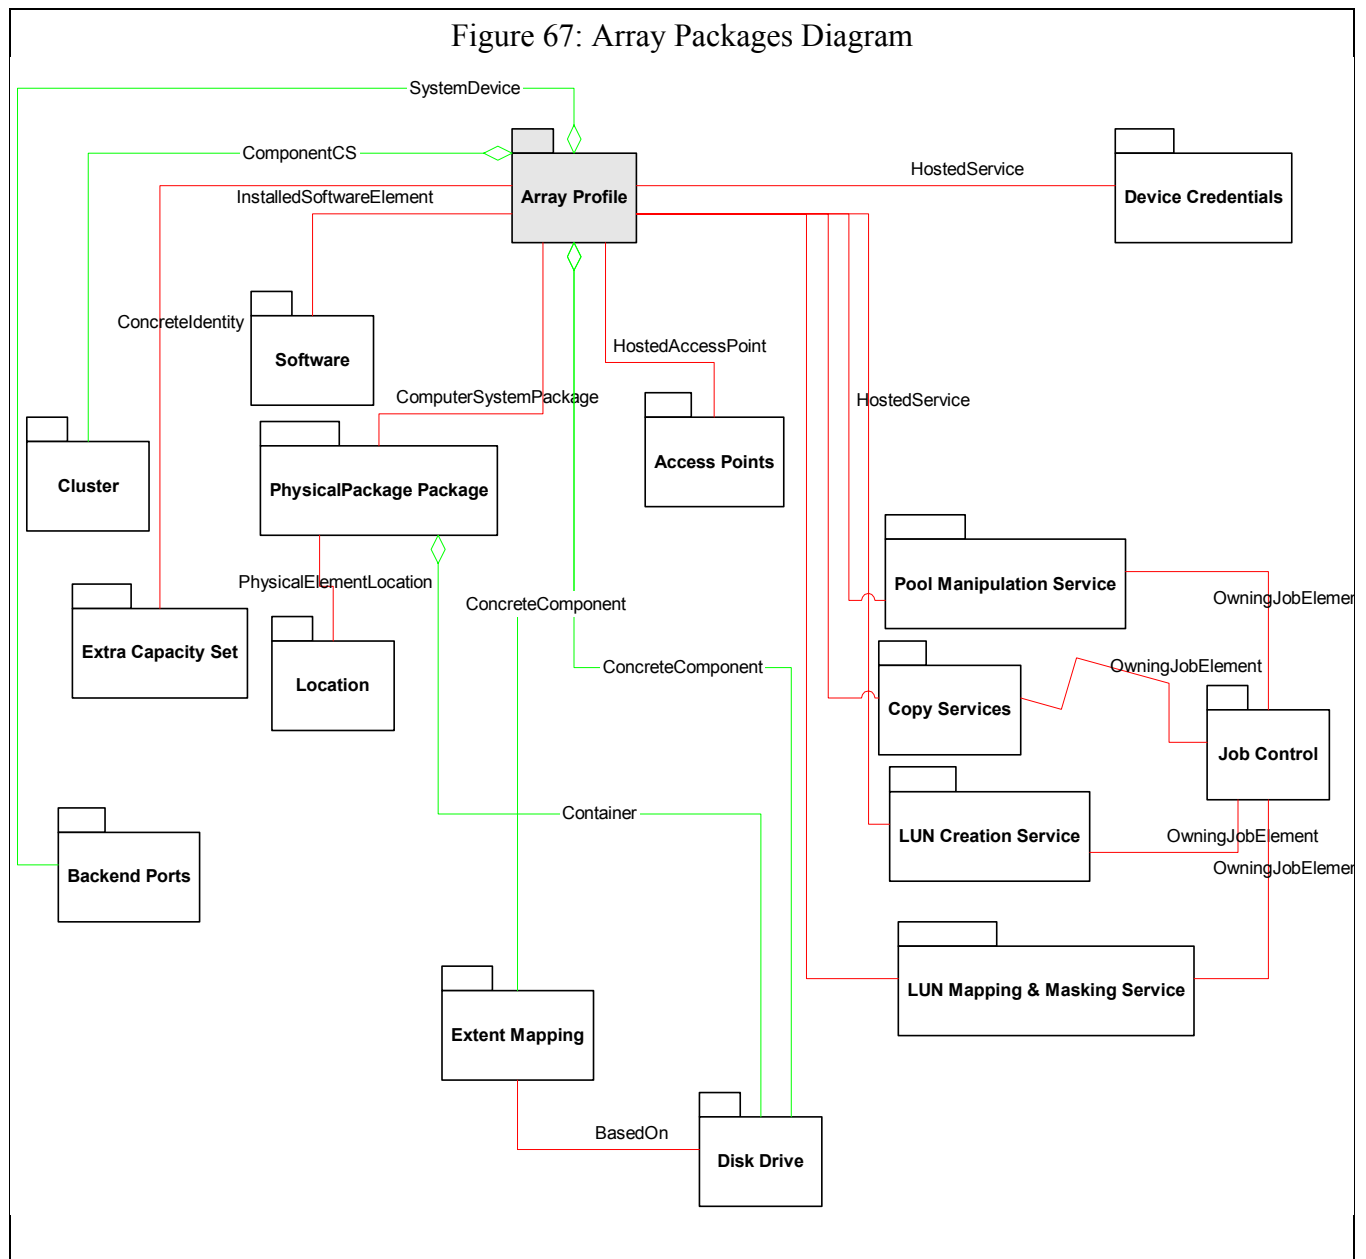 Figure 67: Array Packages Diagram
SystemDevice
ComponentCS
HostedService
InstalledSoftwareElement
Array Profile
Device Credentials
ConcreteIdentity
Software
HostedAccessPoint
ComputerSystemPackage
HostedService
Cluster
PhysicalPackage Package
Access Points
PhysicalElementLocation
ConcreteComponent
Pool Manipulation Service
OwningJobElemer
Extra Capacity Set
Location
ConcreteComponent
OwningJobElement
Copy Services
Job Control
Container
LUN Creation Service
OwningJobElement
OwningJobElemer
Backend Ports
LUN Mapping & Masking Service
Extent Mapping
BasedOn
Disk Drive